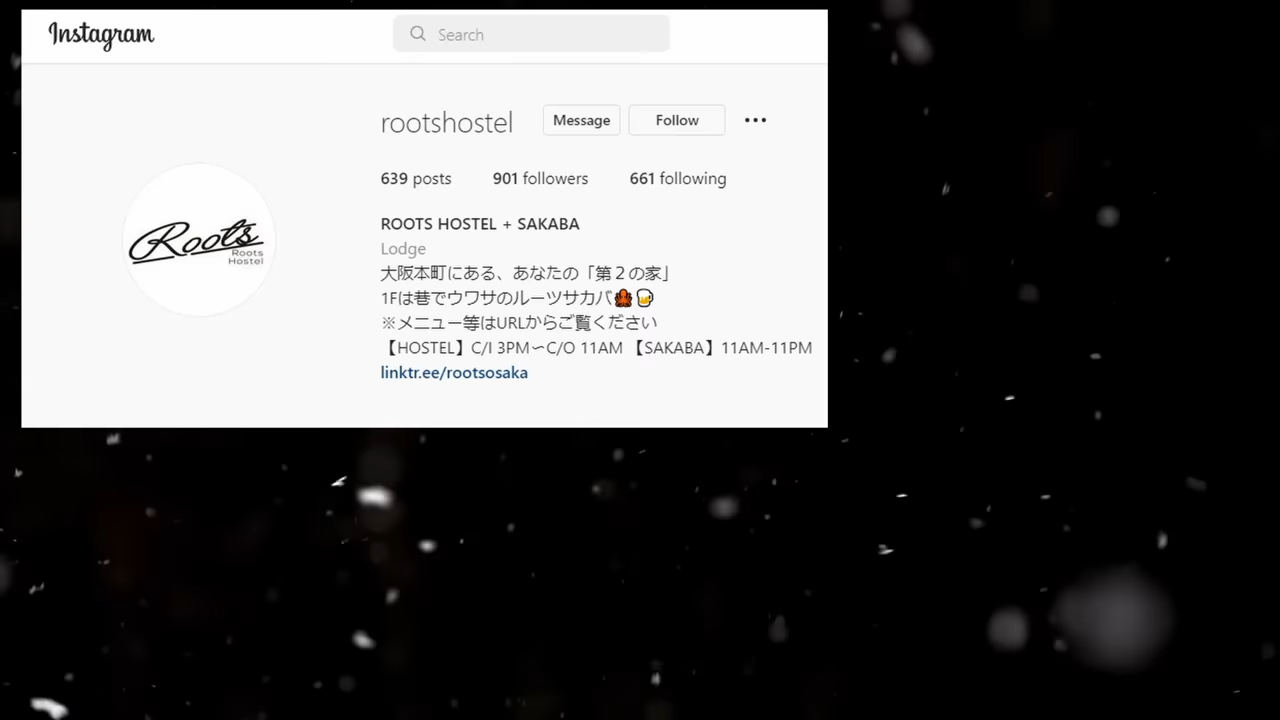 Instagram
Search
rootshostel Message Follow
639 posts 901 followers 661 following
ROOTS HOSTEL + SAKABA
Lodge
大阪本町にある、あなたの「第２の家」
1Fは巷でウワサのルーツサカバ🐙🍺
※メニュー等はURLからご覧ください
【HOSTEL】C/I 3PM〜C/O 11AM 【SAKABA】11AM-11PM
linktr.ee/rootsosaka
Roots
Roots
Hostel